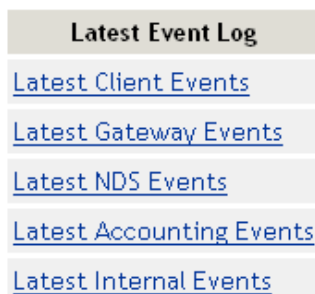 Latest Event Log
Latest Client Events
Latest Gateway Events
Latest NDS Events
Latest Accounting Events
Latest Internal Events